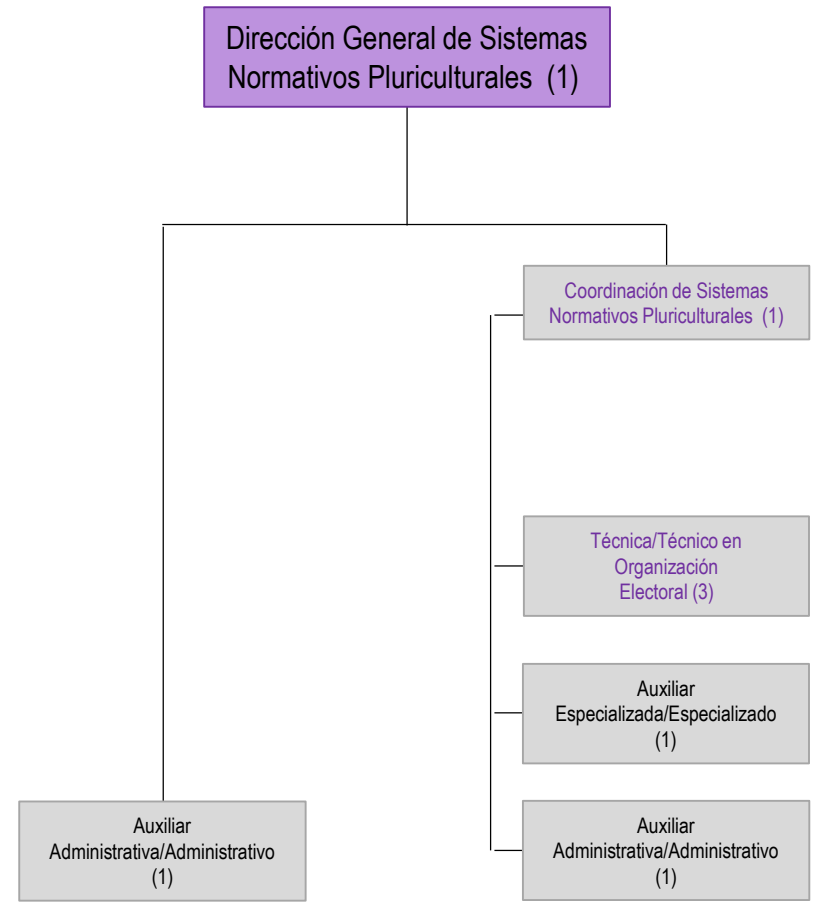 Dirección General de Sistemas
Normativos Pluriculturales (1)
Coordinación de Sistemas
Normativos Pluriculturales (1)
Técnica/Técnico en
Organización
Electoral (3)
Auxiliar
Especializada/Especializado
(1)
Auxiliar
Administrativa/Administrativo
(1)
Auxiliar
Administrativa/Administrativo
(1)